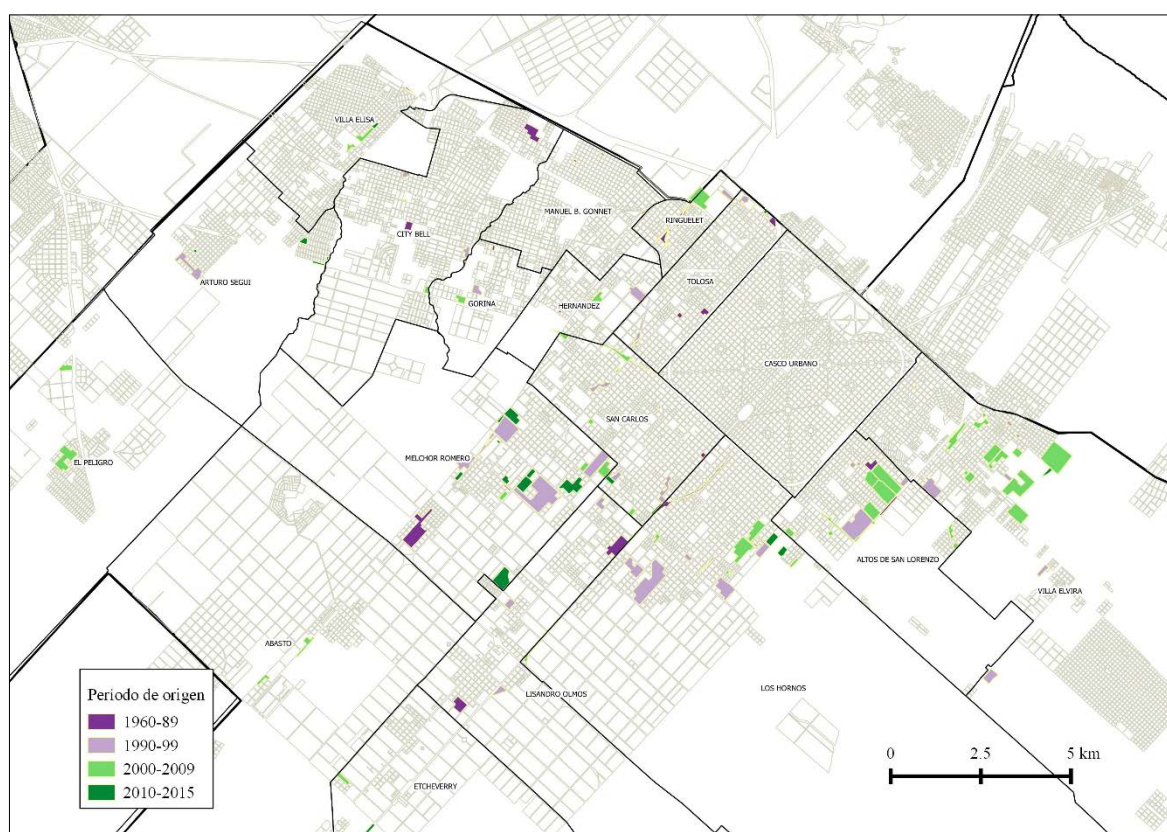 VILLA ELISA
MANUEL B. GONNET
RINGUELET
CITY BELL
ARTURO SEGUI
TOLOSA
GORINA
HERNANDEZ
CASCO URBANO
SAN CARLOS
MELCHOR ROMERO
EL PELIGRO
ALTOS DE SAN LORENZO
VILLA ELVIRA
ABASTO
LISANDRO OLMOS
LOS HORNOS
ETCHEVERRY
Período de origen
1960-89
1990-99
2000-2009
2010-2015
0 2.5 5 km